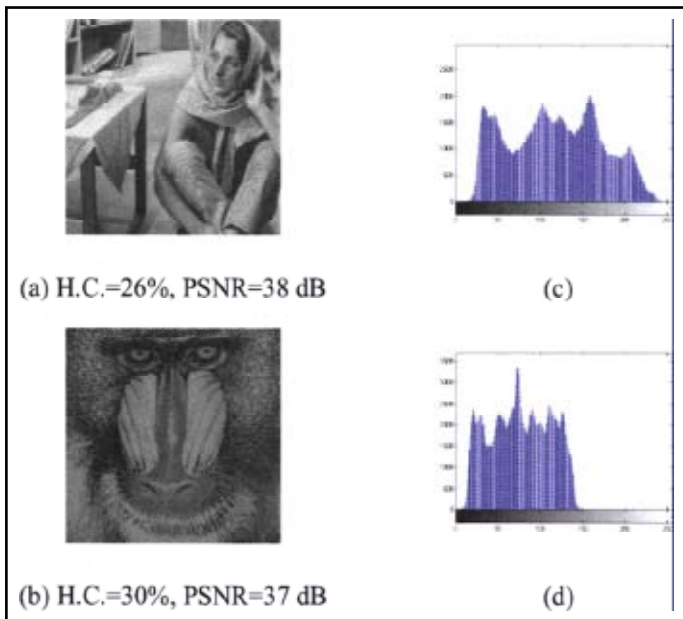 (a) H.C.=26%, PSNR=38 dB
(c)
(b) H.C.=30%, PSNR=37 dB
(d)